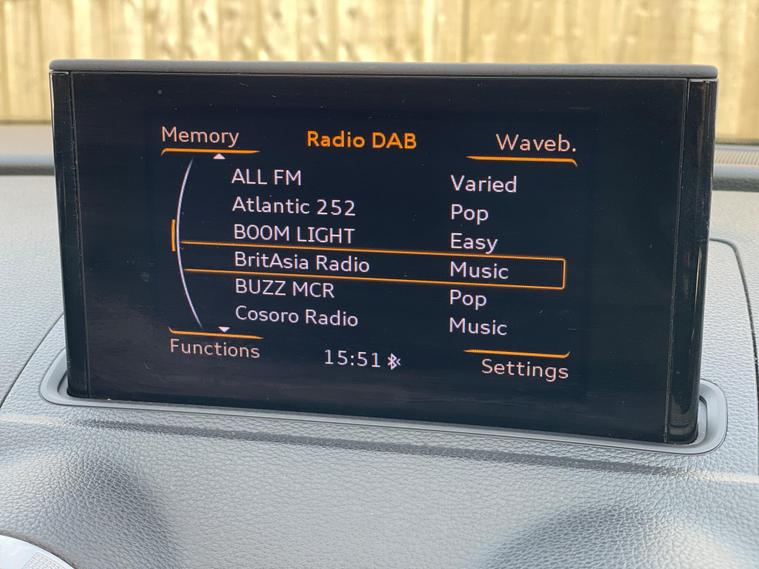 Memory Radio DAB Waveb.
ALL FM Varied
Atlantic 252 Pop
BOOM LIGHT Easy
BritAsia Radio Music
BUZZ MCR Pop
Cosoro Radio Music
Functions 15:51 Settings